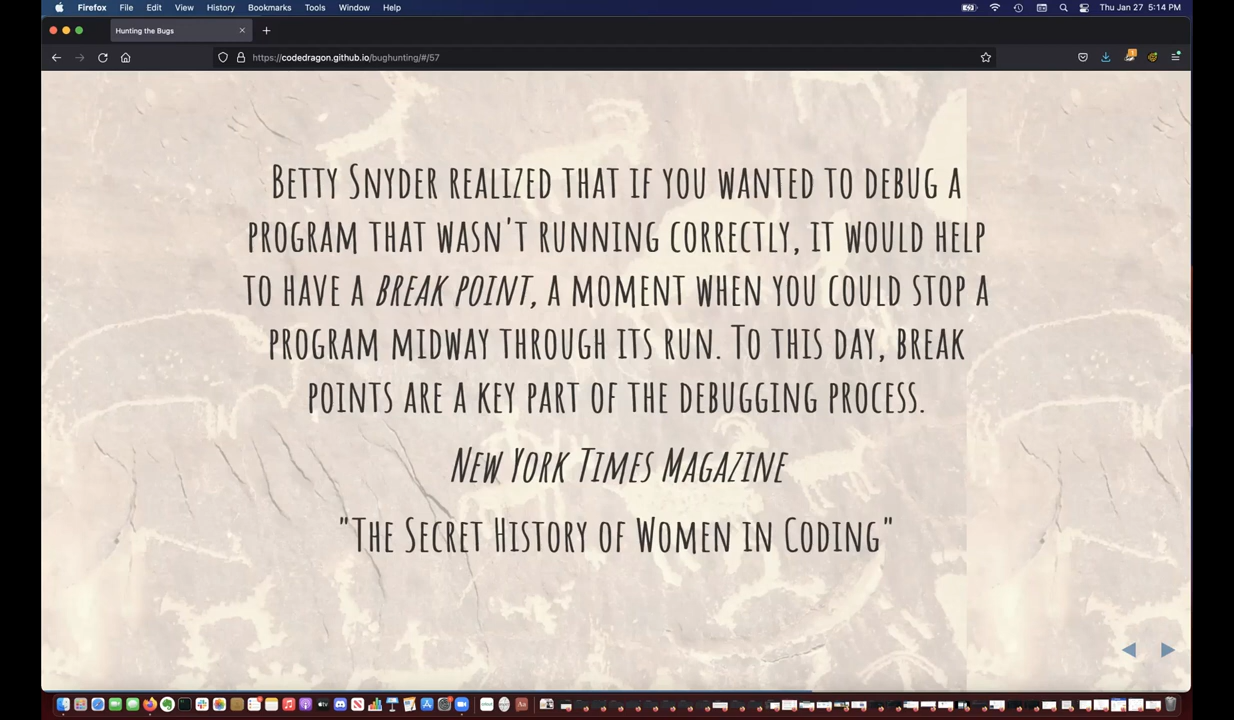 Firefox File Edit View History Bookmarks Tools Window Help Thu Jan 27 5:14 PM
Hunting the Bugs
https://codedragon.github.io/bughunting/#/57
Betty Snyder realized that if you wanted to debug a
program that wasn't running correctly, it would help
to have a break point, a moment when you could stop a
program midway through its run. To this day, break
points are a key part of the debugging process.
New York Times Magazine
"The Secret History of Women in Coding"